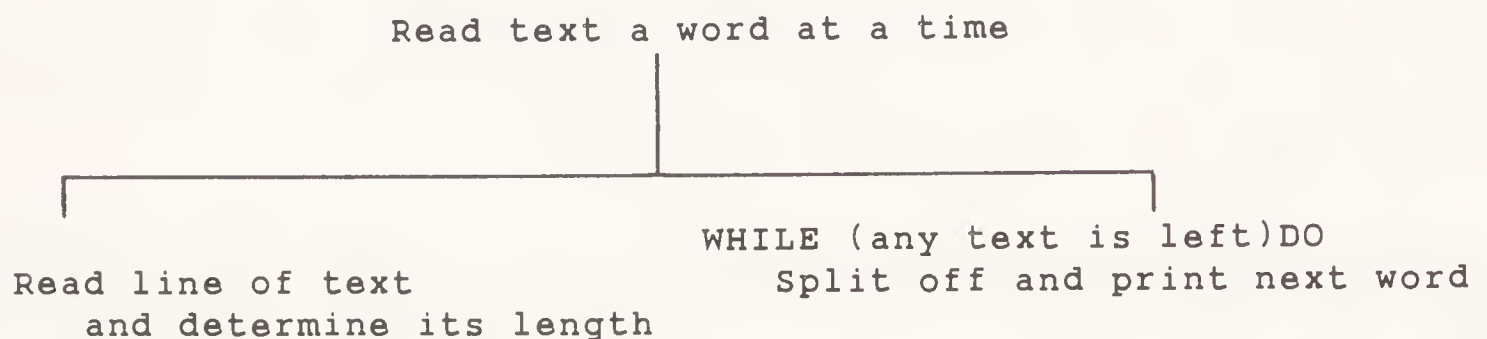 Read text a word at a time
Read line of text
and determine its length
WHILE (any text is left)DO
Split off and print next word